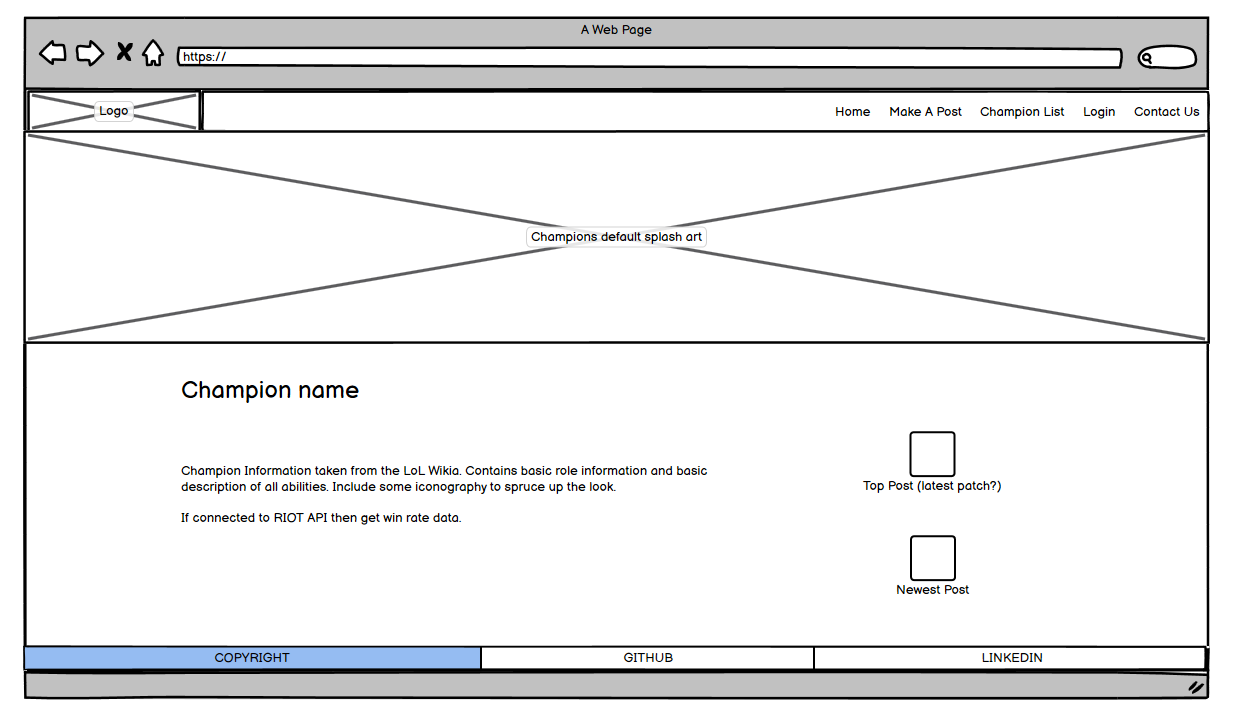 A Web Page
https://
Logo
Home Make A Post Champion List Login Contact Us
Champions default splash art
Champion name
Champion Information taken from the LoL Wikia. Contains basic role information and basic
description of all abilities. Include some iconography to spruce up the look.
If connected to RIOT API then get win rate data.
Top Post (latest patch?)
Newest Post
COPYRIGHT GITHUB LINKEDIN